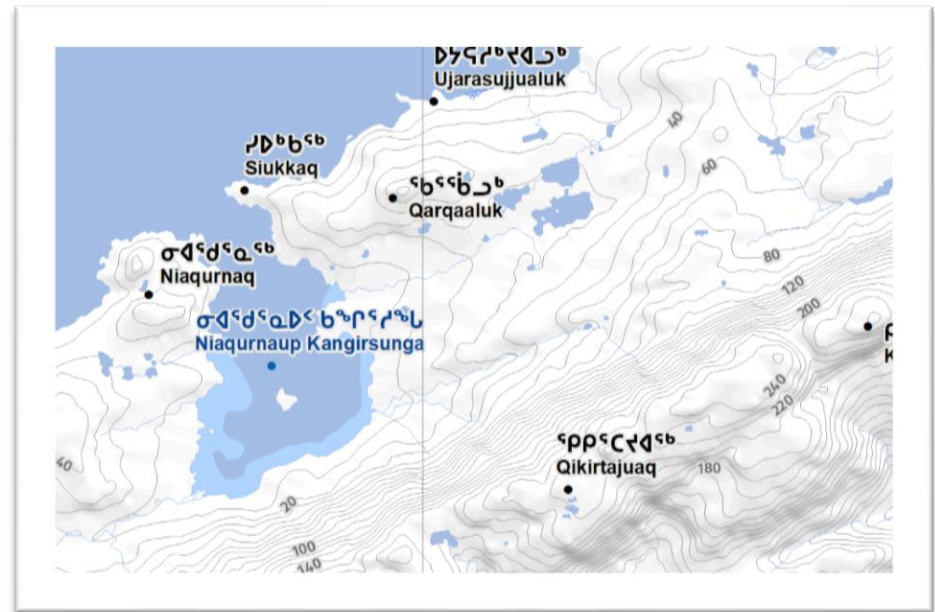 ᐅᔭᕋᓱᔾᔪᐊᓗᒃ
Ujarasujjualuk
ᓯᐅᒃᑲᖅ
Siukkaq
ᖃᕐᖄᓗᒃ
Qarqaaluk
ᓂᐊᖁᕐᓇᖅ
Niaqurnaq
ᓂᐊᖁᕐᓇᐅᑉ ᑲᖏᕐᓱᖓ
Niaqurnaup Kangirsunga
ᕿᑭᕐᑕᔪᐊᖅ
Qikirtajuaq
40
60
80
120
200
240
220
180
40
20
100
140